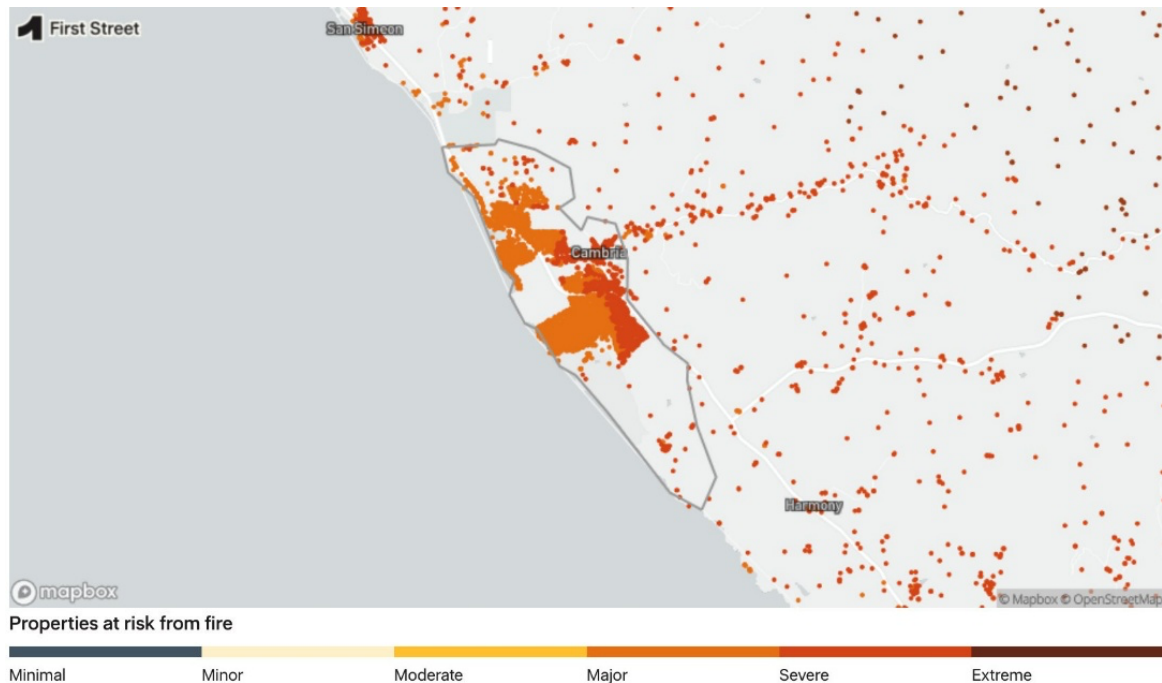 First Street
San Simeon
Cambria
Harmony
mapbox
© Mapbox © OpenStreetMap
Properties at risk from fire
Minimal Minor Moderate Major Severe Extreme